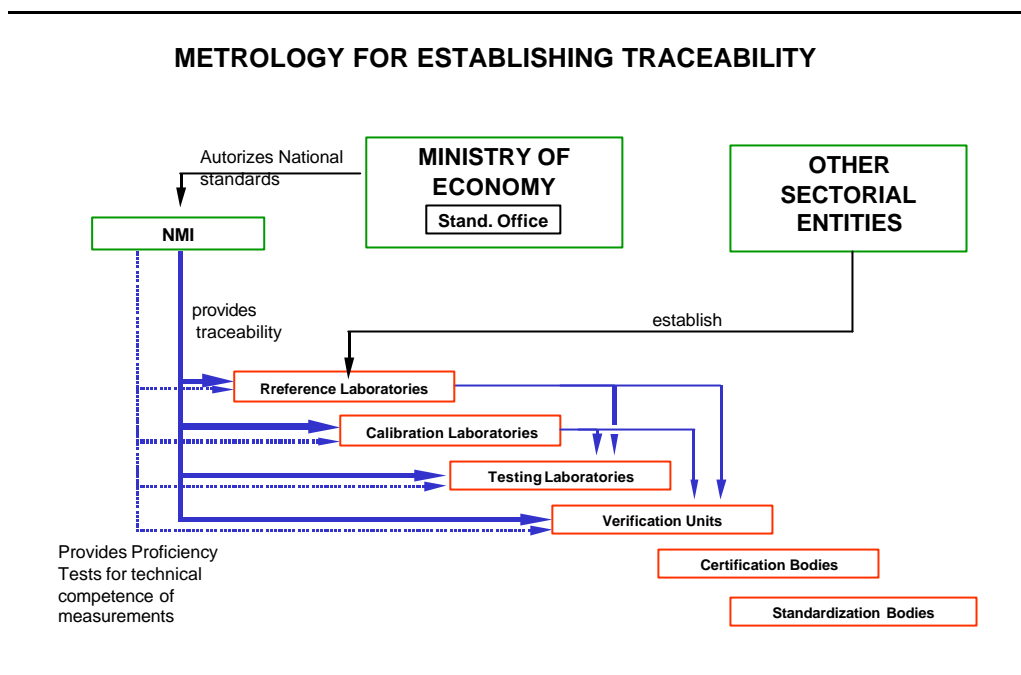 METROLOGY FOR ESTABLISHING TRACEABILITY
Autorizes National
standards
MINISTRY OF
ECONOMY
Stand. Office
OTHER
SECTORIAL
ENTITIES
NMI
provides
traceability
establish
Rreference Laboratories
Calibration Laboratories
Testing Laboratories
Verification Units
Provides Proficiency
Tests for technical
competence of
measurements
Certification Bodies
Standardization Bodies